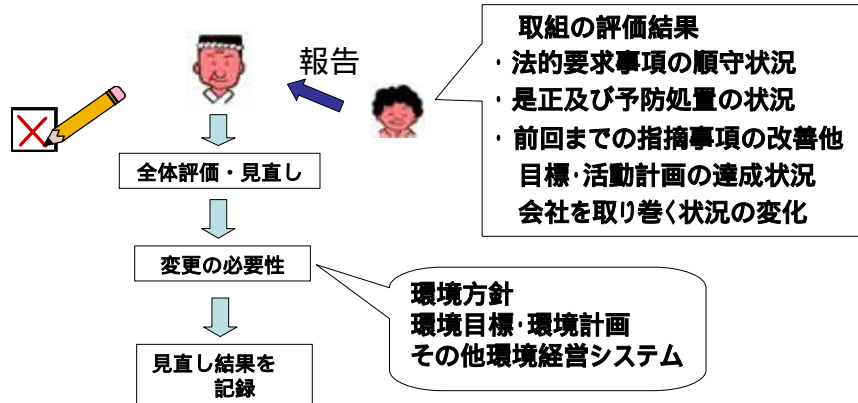 取組の評価結果
・法的要求事項の順守状況
・是正及び予防処置の状況
・前回までの指摘事項の改善他
目標・活動計画の達成状況
会社を取り巻く状況の変化
報告
全体評価・見直し
変更の必要性
環境方針
環境目標・環境計画
その他環境経営システム
見直し結果を
記録